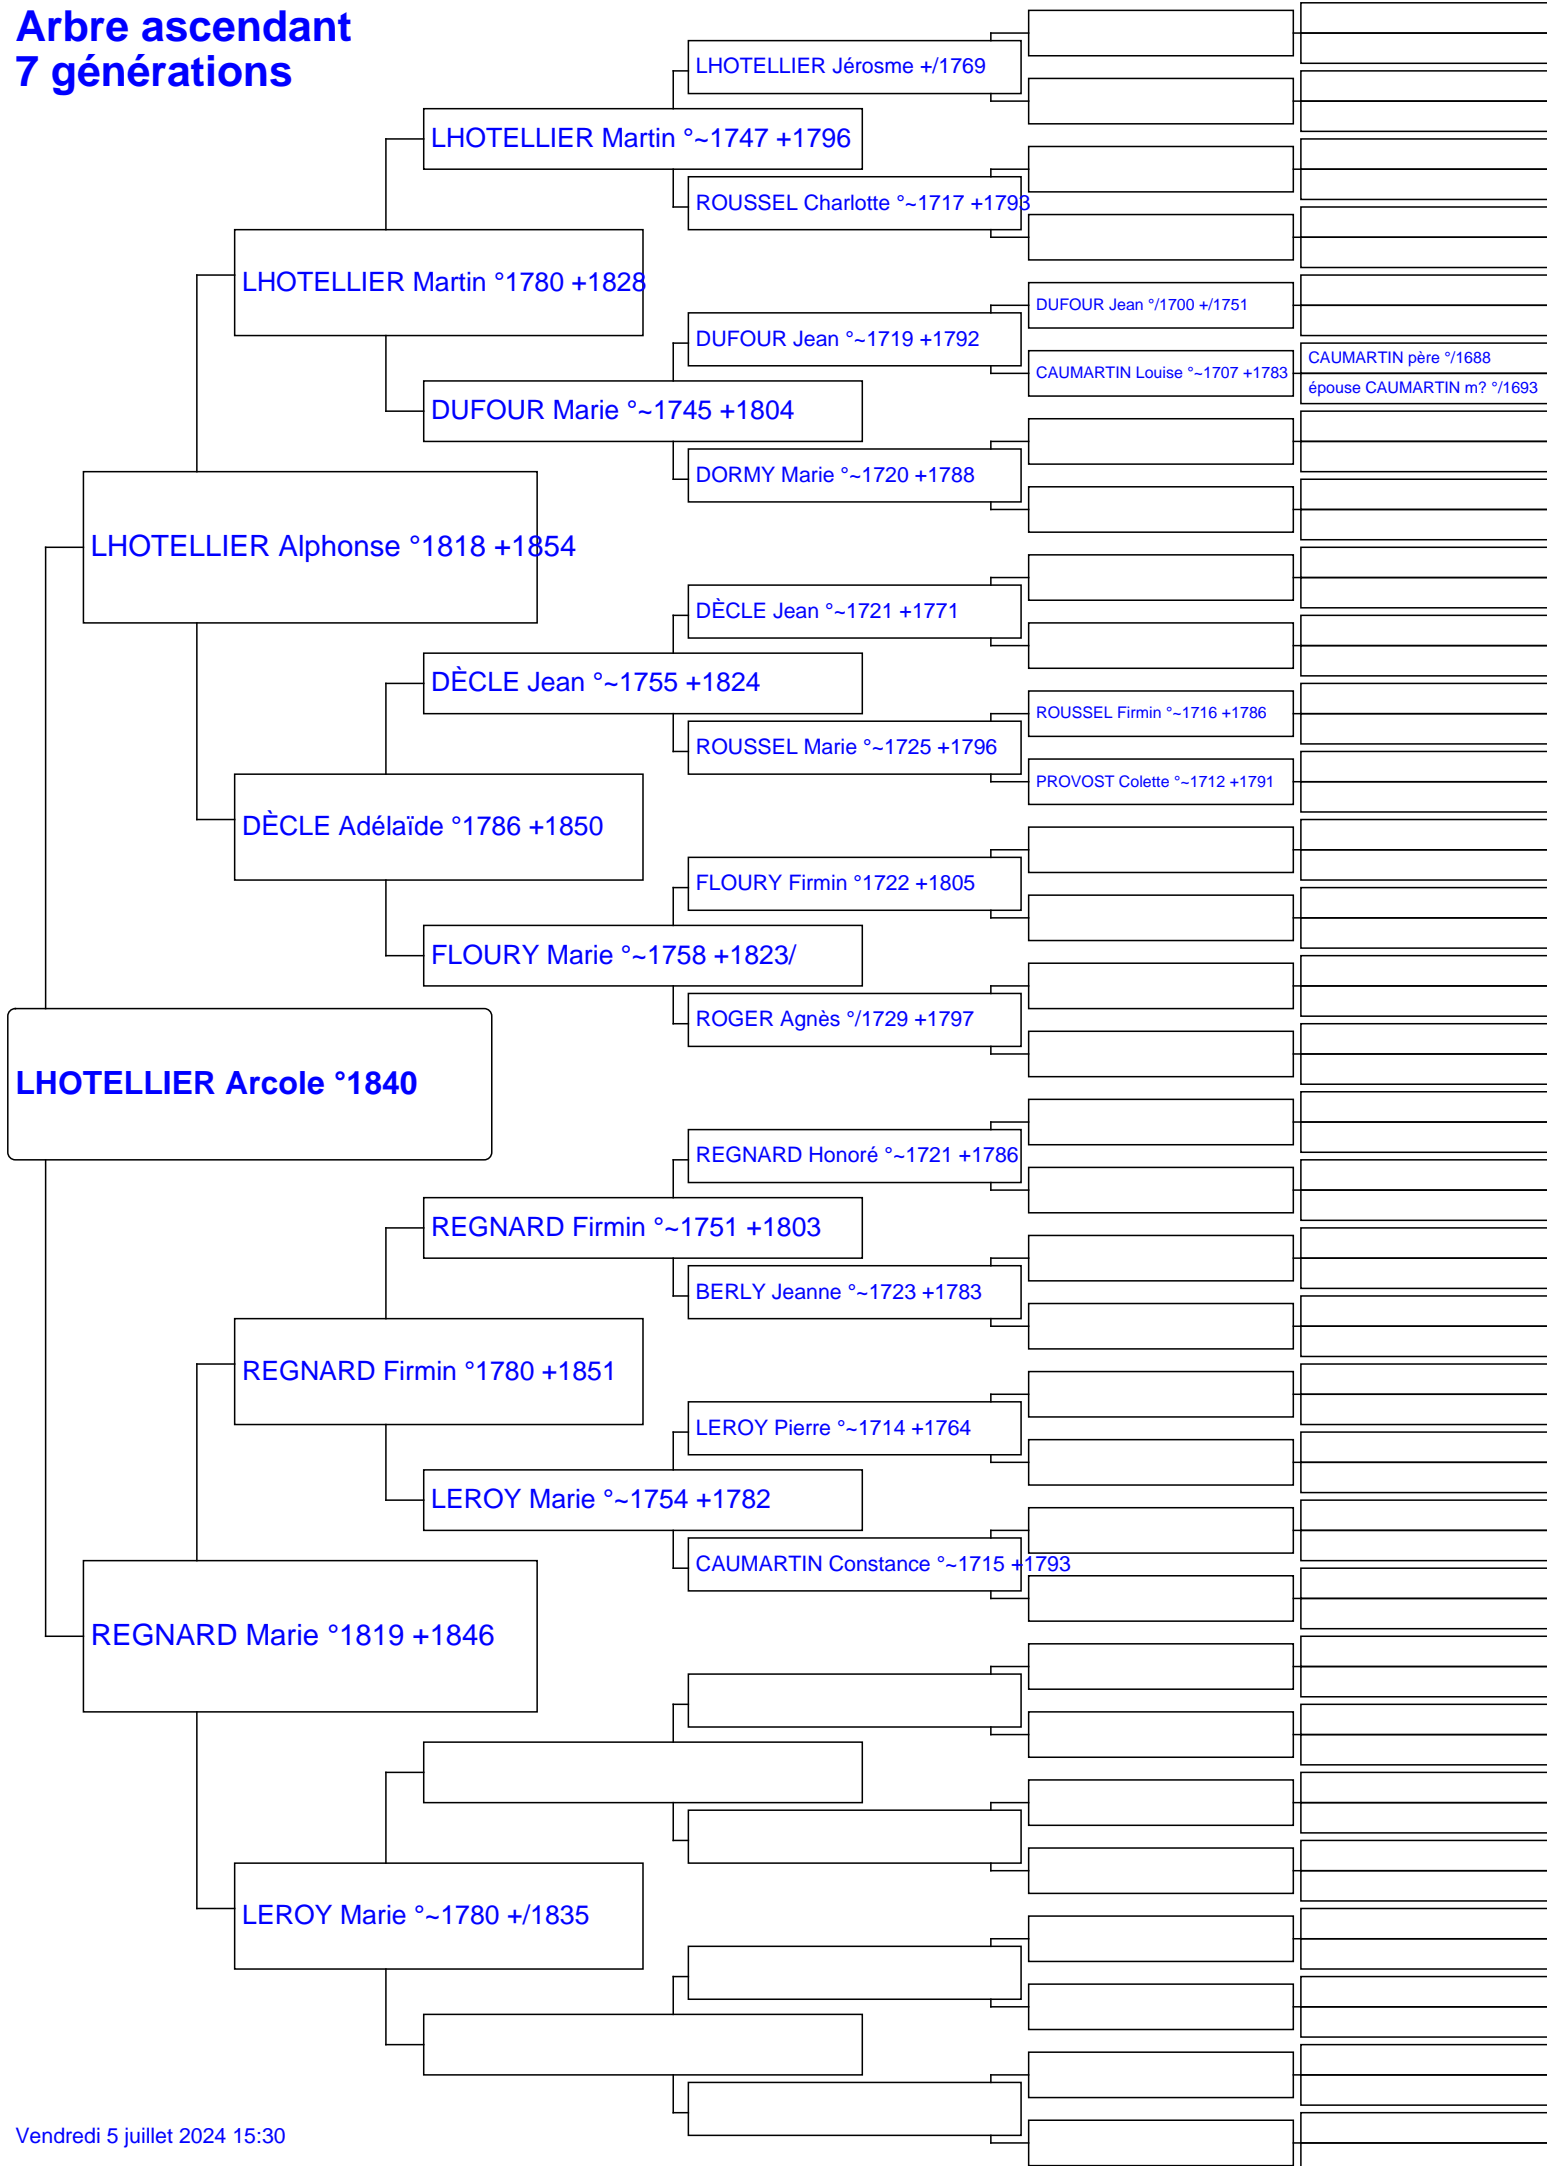 Arbre ascendant
7 générations
LHOTELLIER Jérosme +/1769
LHOTELLIER Martin °~1747 +1796
ROUSSEL Charlotte °~1717 +1793
LHOTELLIER Martin °1780 +1828
DUFOUR Jean °/1700 +/1751
DUFOUR Jean °~1719 +1792
CAUMARTIN père °/1688
CAUMARTIN Louise °~1707 +1783
épouse CAUMARTIN m? °/1693
DUFOUR Marie °~1745 +1804
DORMY Marie °~1720 +1788
LHOTELLIER Alphonse °1818 +1854
DÈCLE Jean °~1721 +1771
DÈCLE Jean °~1755 +1824
ROUSSEL Firmin °~1716 +1786
ROUSSEL Marie °~1725 +1796
PROVOST Colette °~1712 +1791
DÈCLE Adélaïde °1786 +1850
FLOURY Firmin °1722 +1805
FLOURY Marie °~1758 +1823/
ROGER Agnès °/1729 +1797
LHOTELLIER Arcole °1840
REGNARD Honoré °~1721 +1786
REGNARD Firmin °~1751 +1803
BERLY Jeanne °~1723 +1783
REGNARD Firmin °1780 +1851
LEROY Pierre °~1714 +1764
LEROY Marie °~1754 +1782
CAUMARTIN Constance °~1715 +1793
REGNARD Marie °1819 +1846
LEROY Marie °~1780 +/1835
Vendredi 5 juillet 2024 15:30